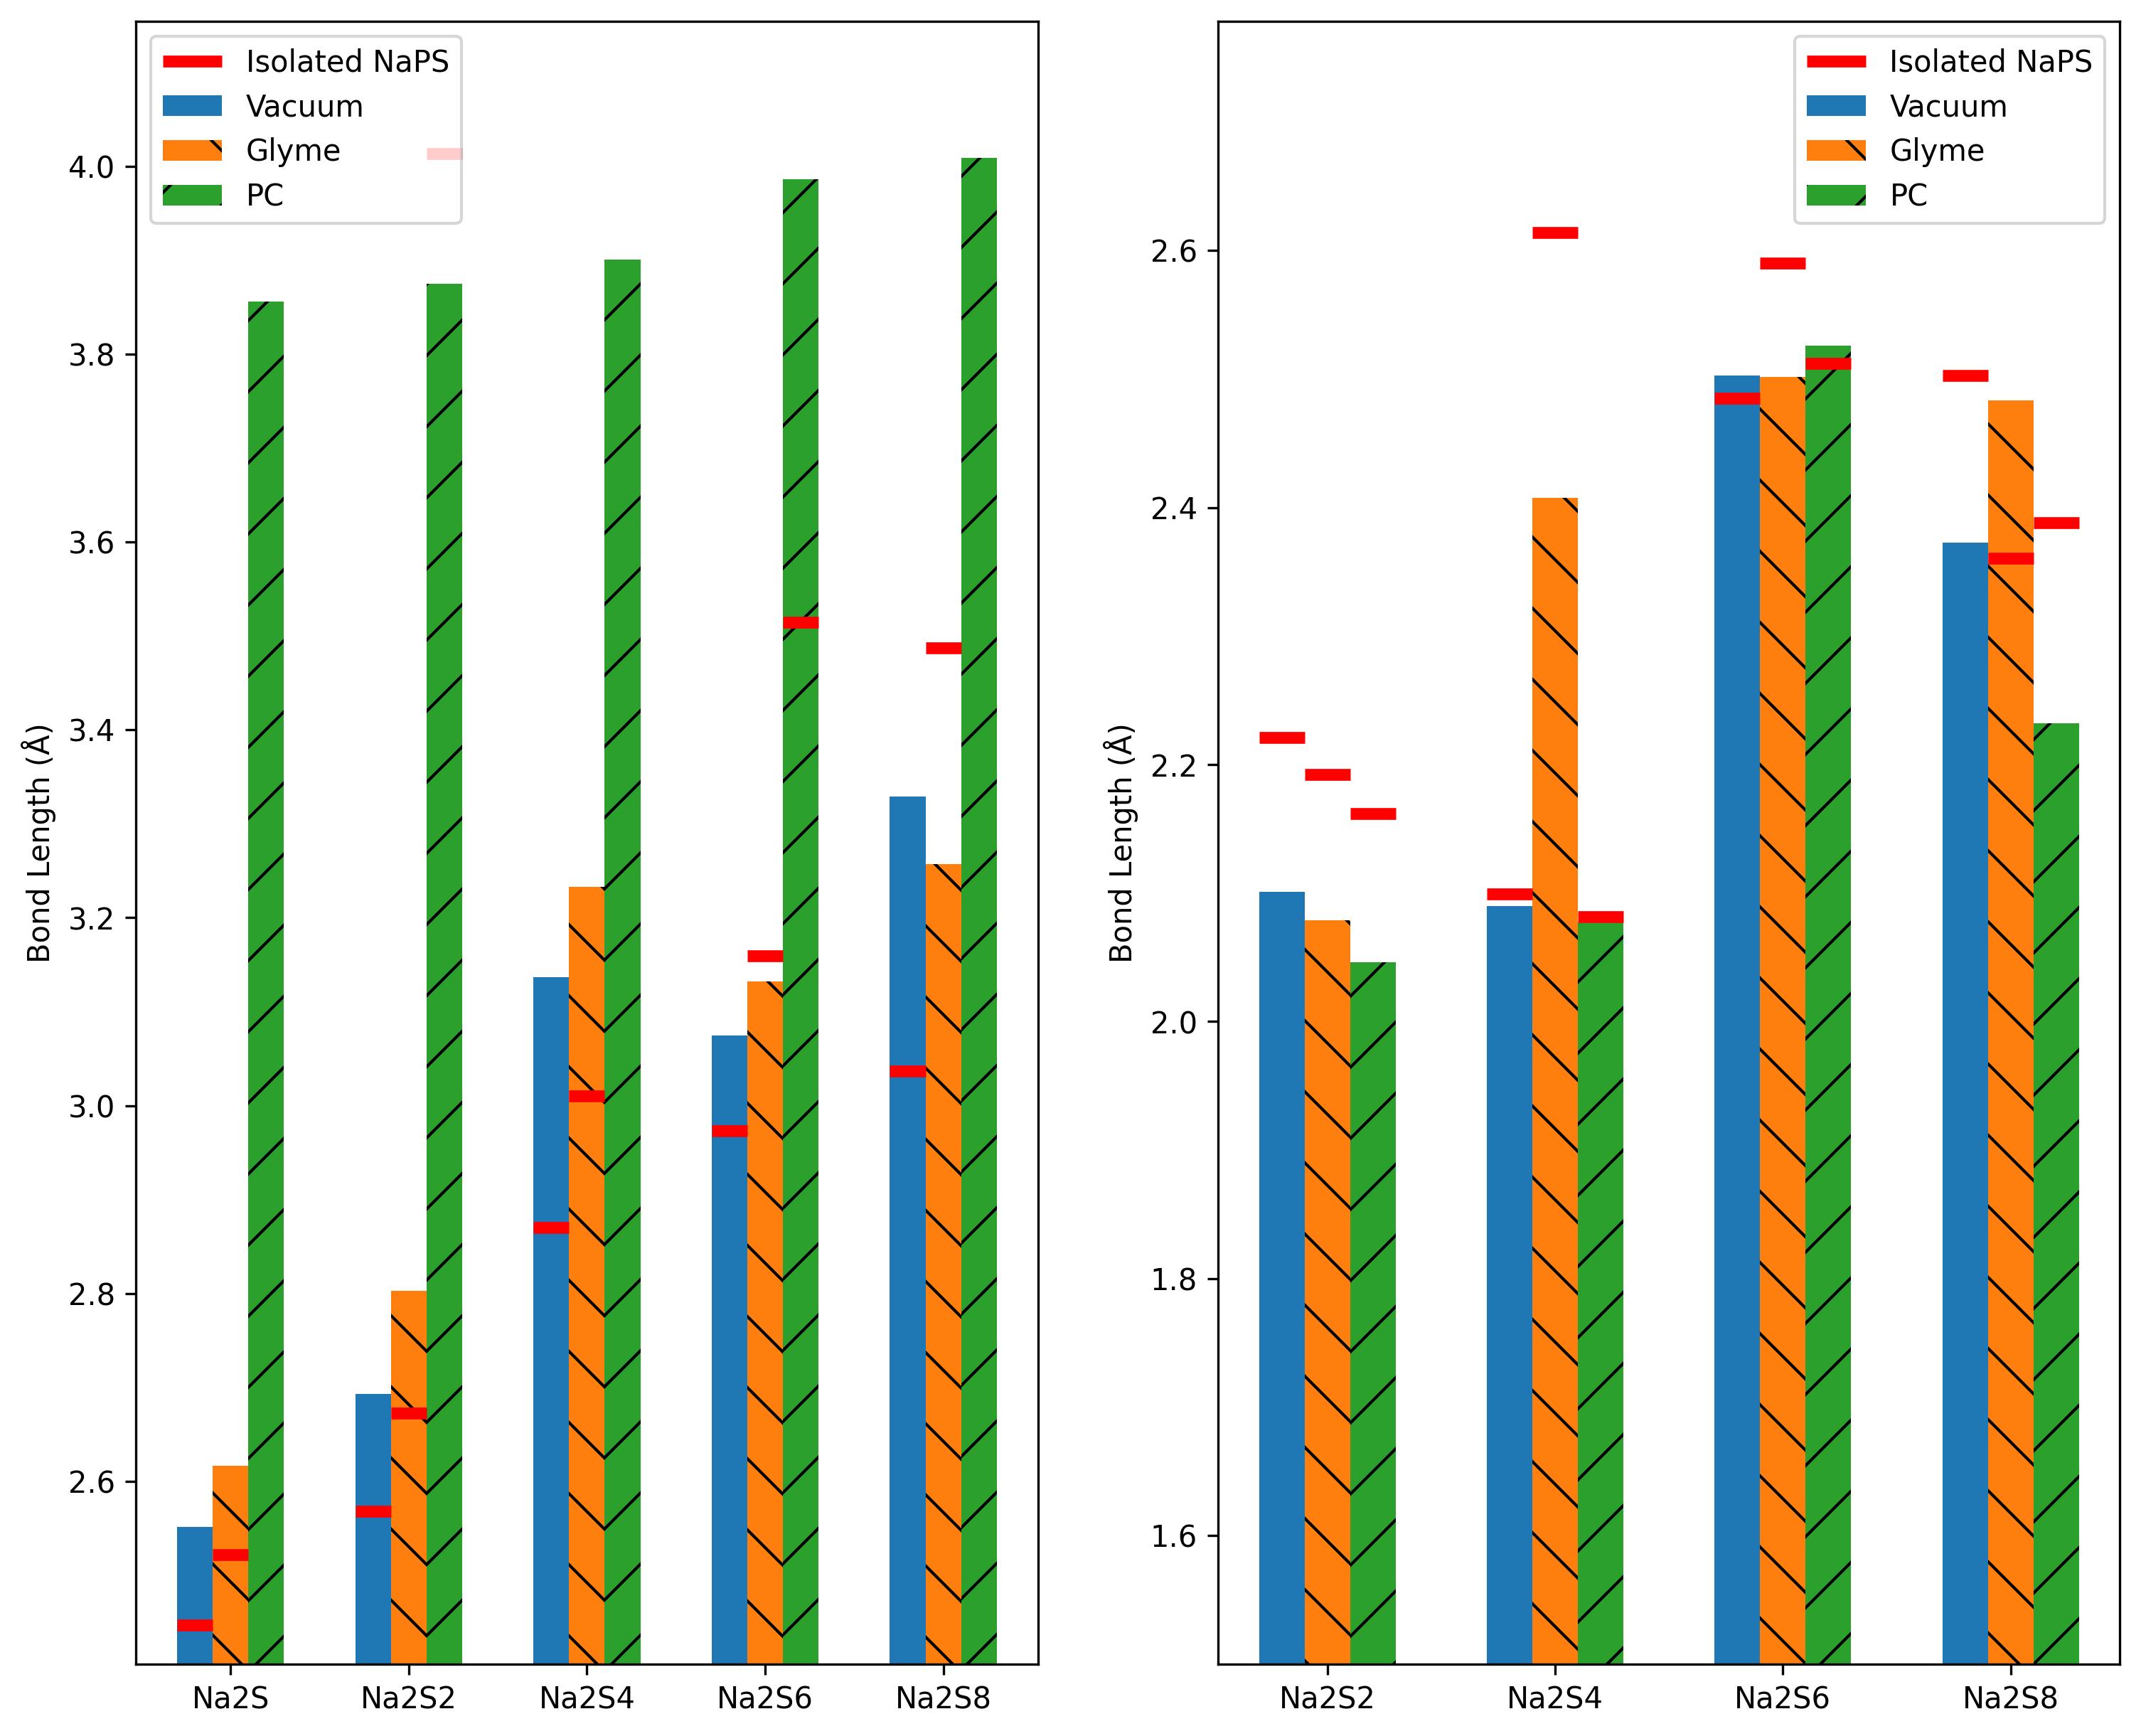 Isolated NaPS
Vacuum
Glyme
PC
Bond Length (Å)
4.0
3.8
3.6
3.4
3.2
3.0
2.8
2.6
Na2S Na2S2 Na2S4 Na2S6 Na2S8
Isolated NaPS
Vacuum
Glyme
PC
Bond Length (Å)
2.6
2.4
2.2
2.0
1.8
1.6
Na2S2 Na2S4 Na2S6 Na2S8